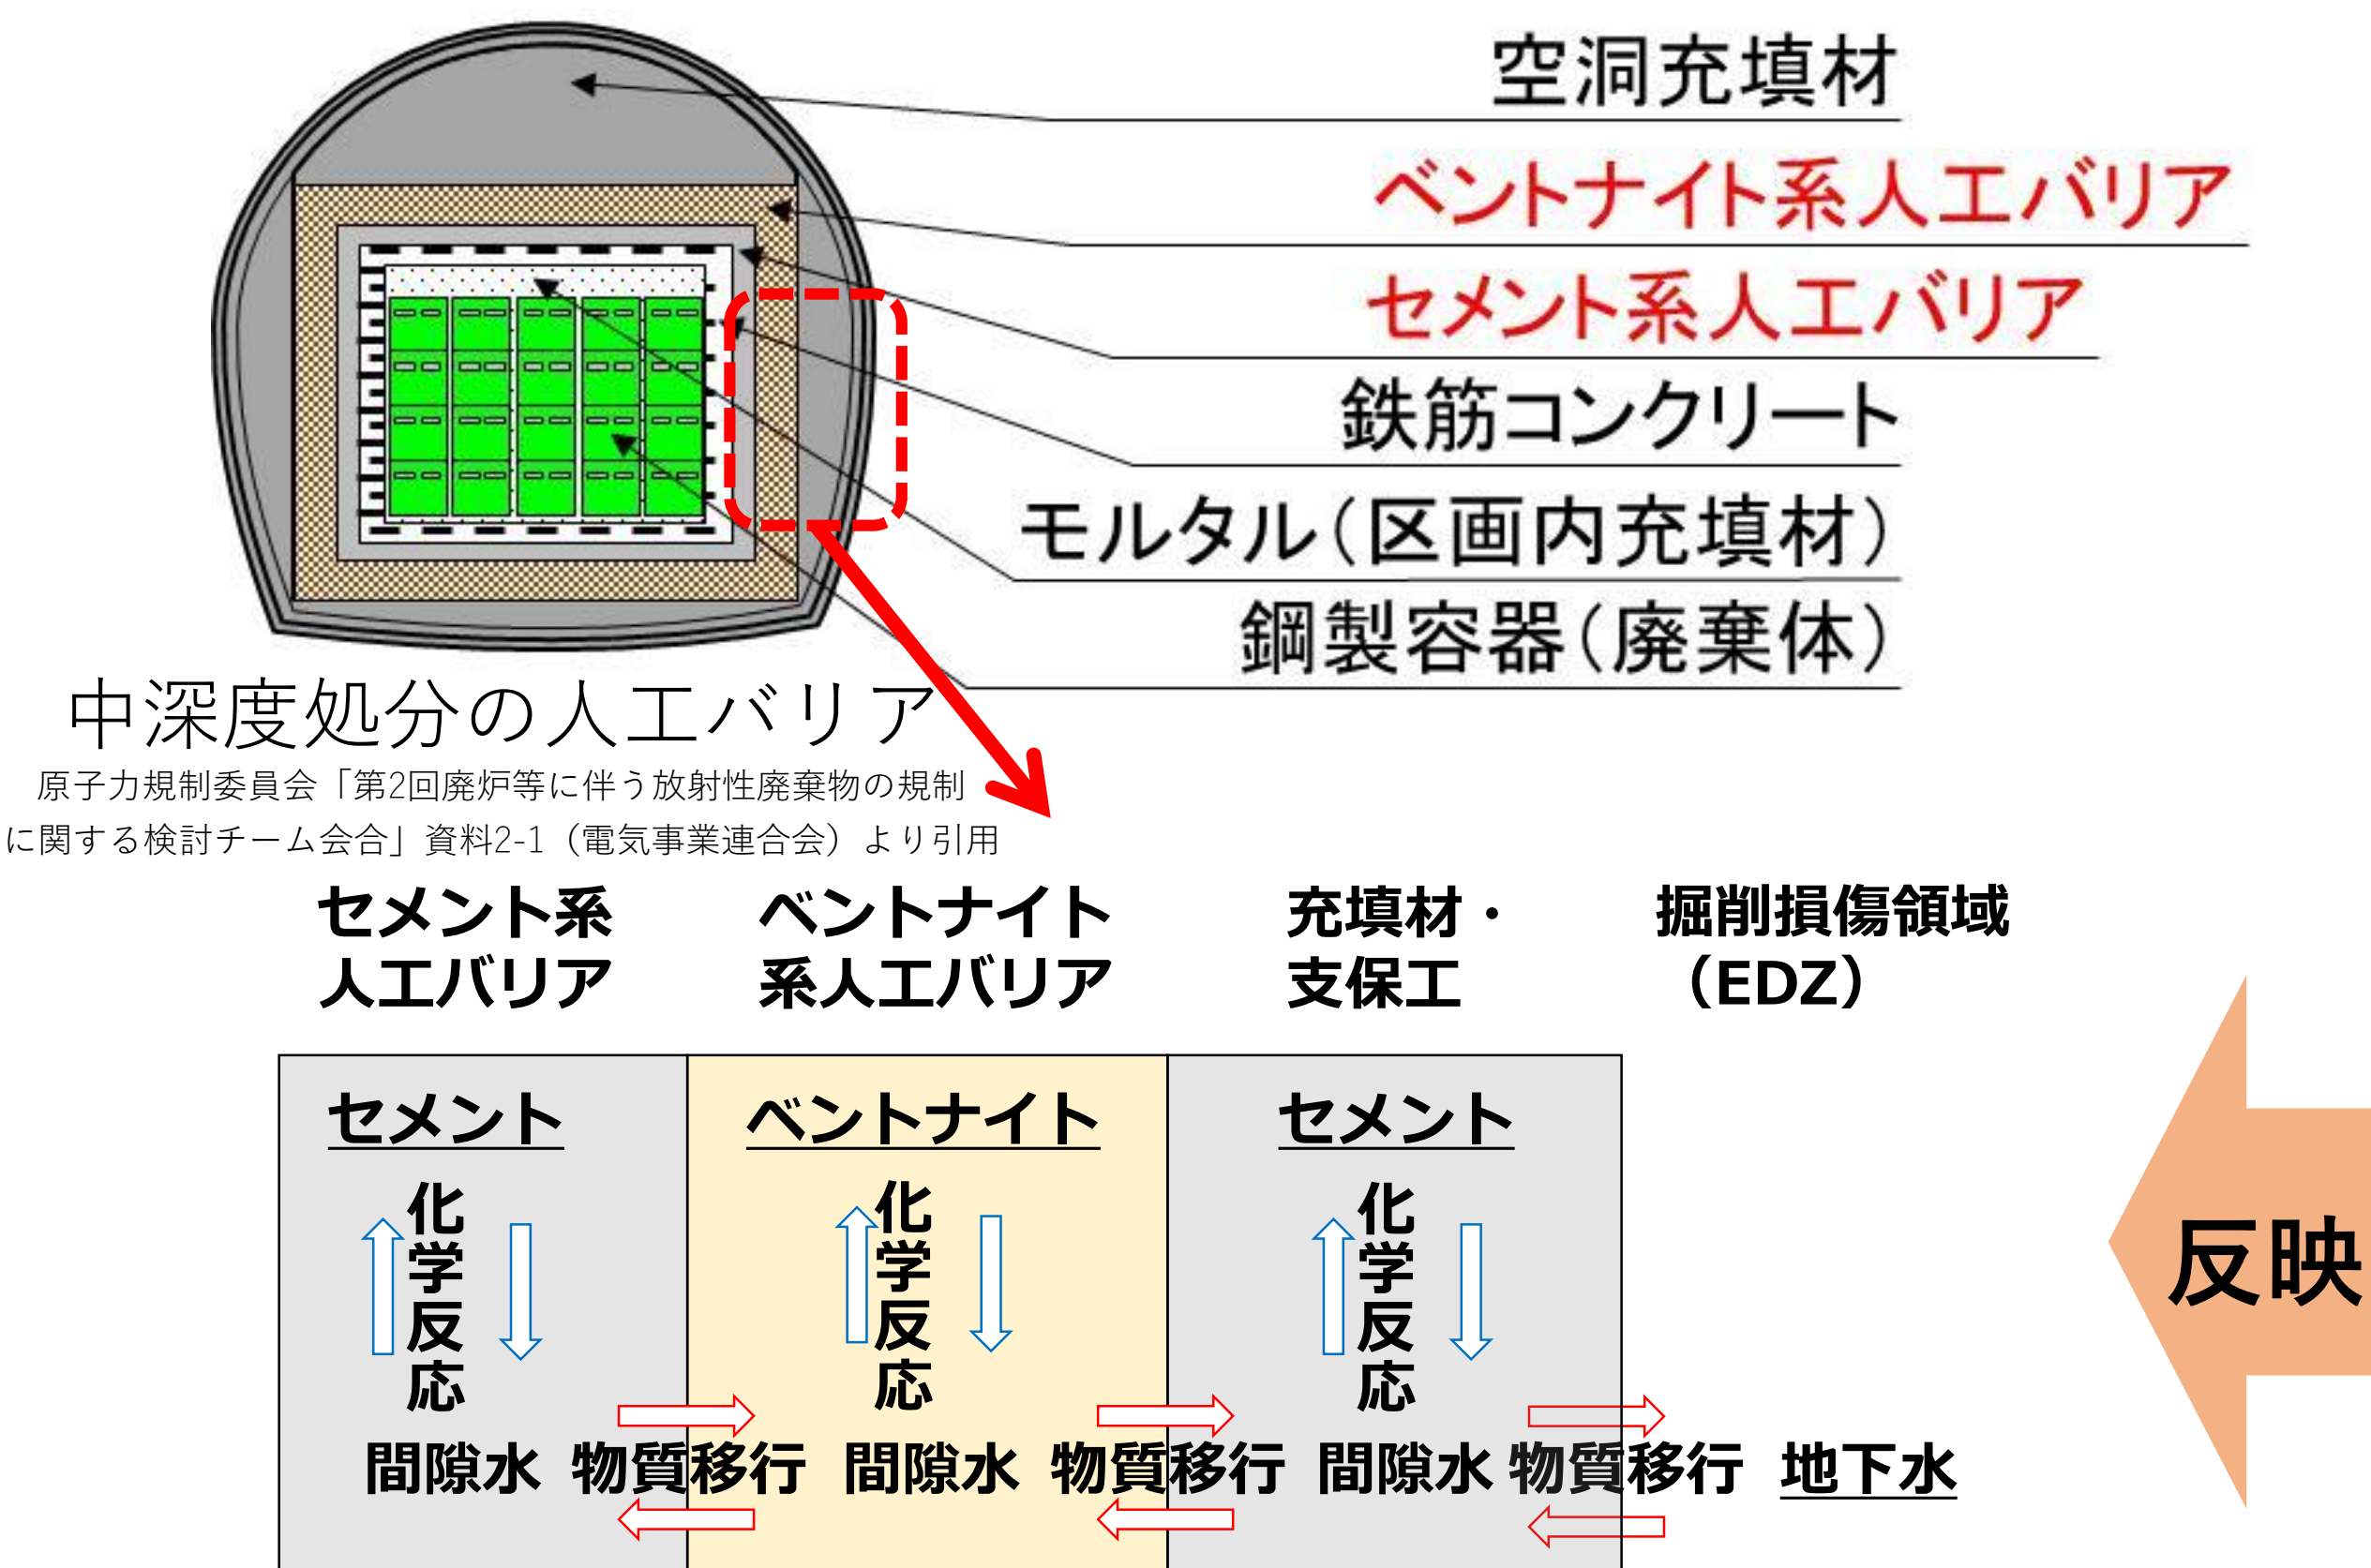 空洞充填材
ベントナイト系人工バリア
セメント系人工バリア
鉄筋コンクリート
モルタル(区画内充填材)
鋼製容器(廃棄体)
中深度処分の人工バリア
原子力規制委員会「第2回廃炉等に伴う放射性廃棄物の規制
に関する検討チーム会合」資料2-1（電気事業連合会）より引用
セメント系
人工バリア
ベントナイト
系人工バリア
充填材・
支保工
掘削損傷領域
（EDZ）
セメント
化学反応
間隙水
物質移行
ベントナイト
化学反応
間隙水
物質移行
セメント
化学反応
間隙水
物質移行
地下水
反映